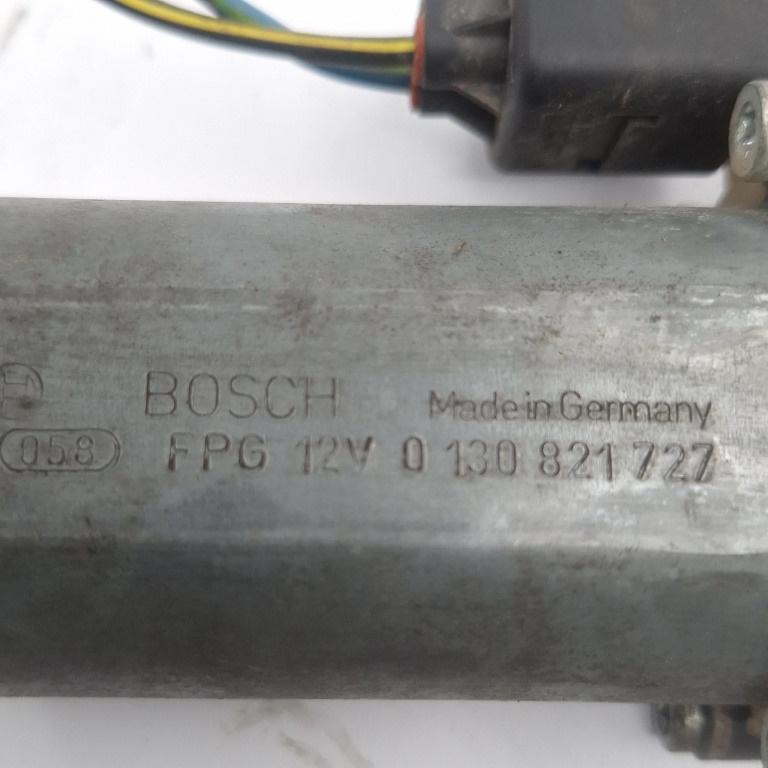 BOSCH Made in Germany
058 FPG 12V 0 130 821 727